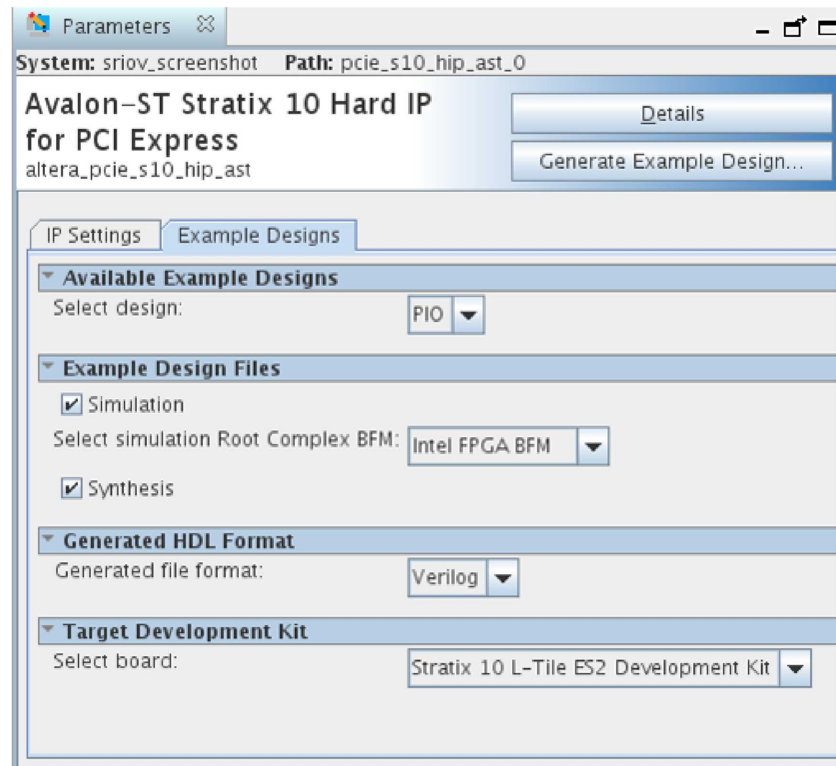 Parameters
System: sriov_screenshot Path: pcie_s10_hip_ast_0
Avalon-ST Stratix 10 Hard IP
for PCI Express
altera_pcie_s10_hip_ast
Details
Generate Example Design...
IP Settings Example Designs
Available Example Designs
Select design: PIO
Example Design Files
Simulation
Select simulation Root Complex BFM: Intel FPGA BFM
Synthesis
Generated HDL Format
Generated file format: Verilog
Target Development Kit
Select board: Stratix 10 L-Tile ES2 Development Kit